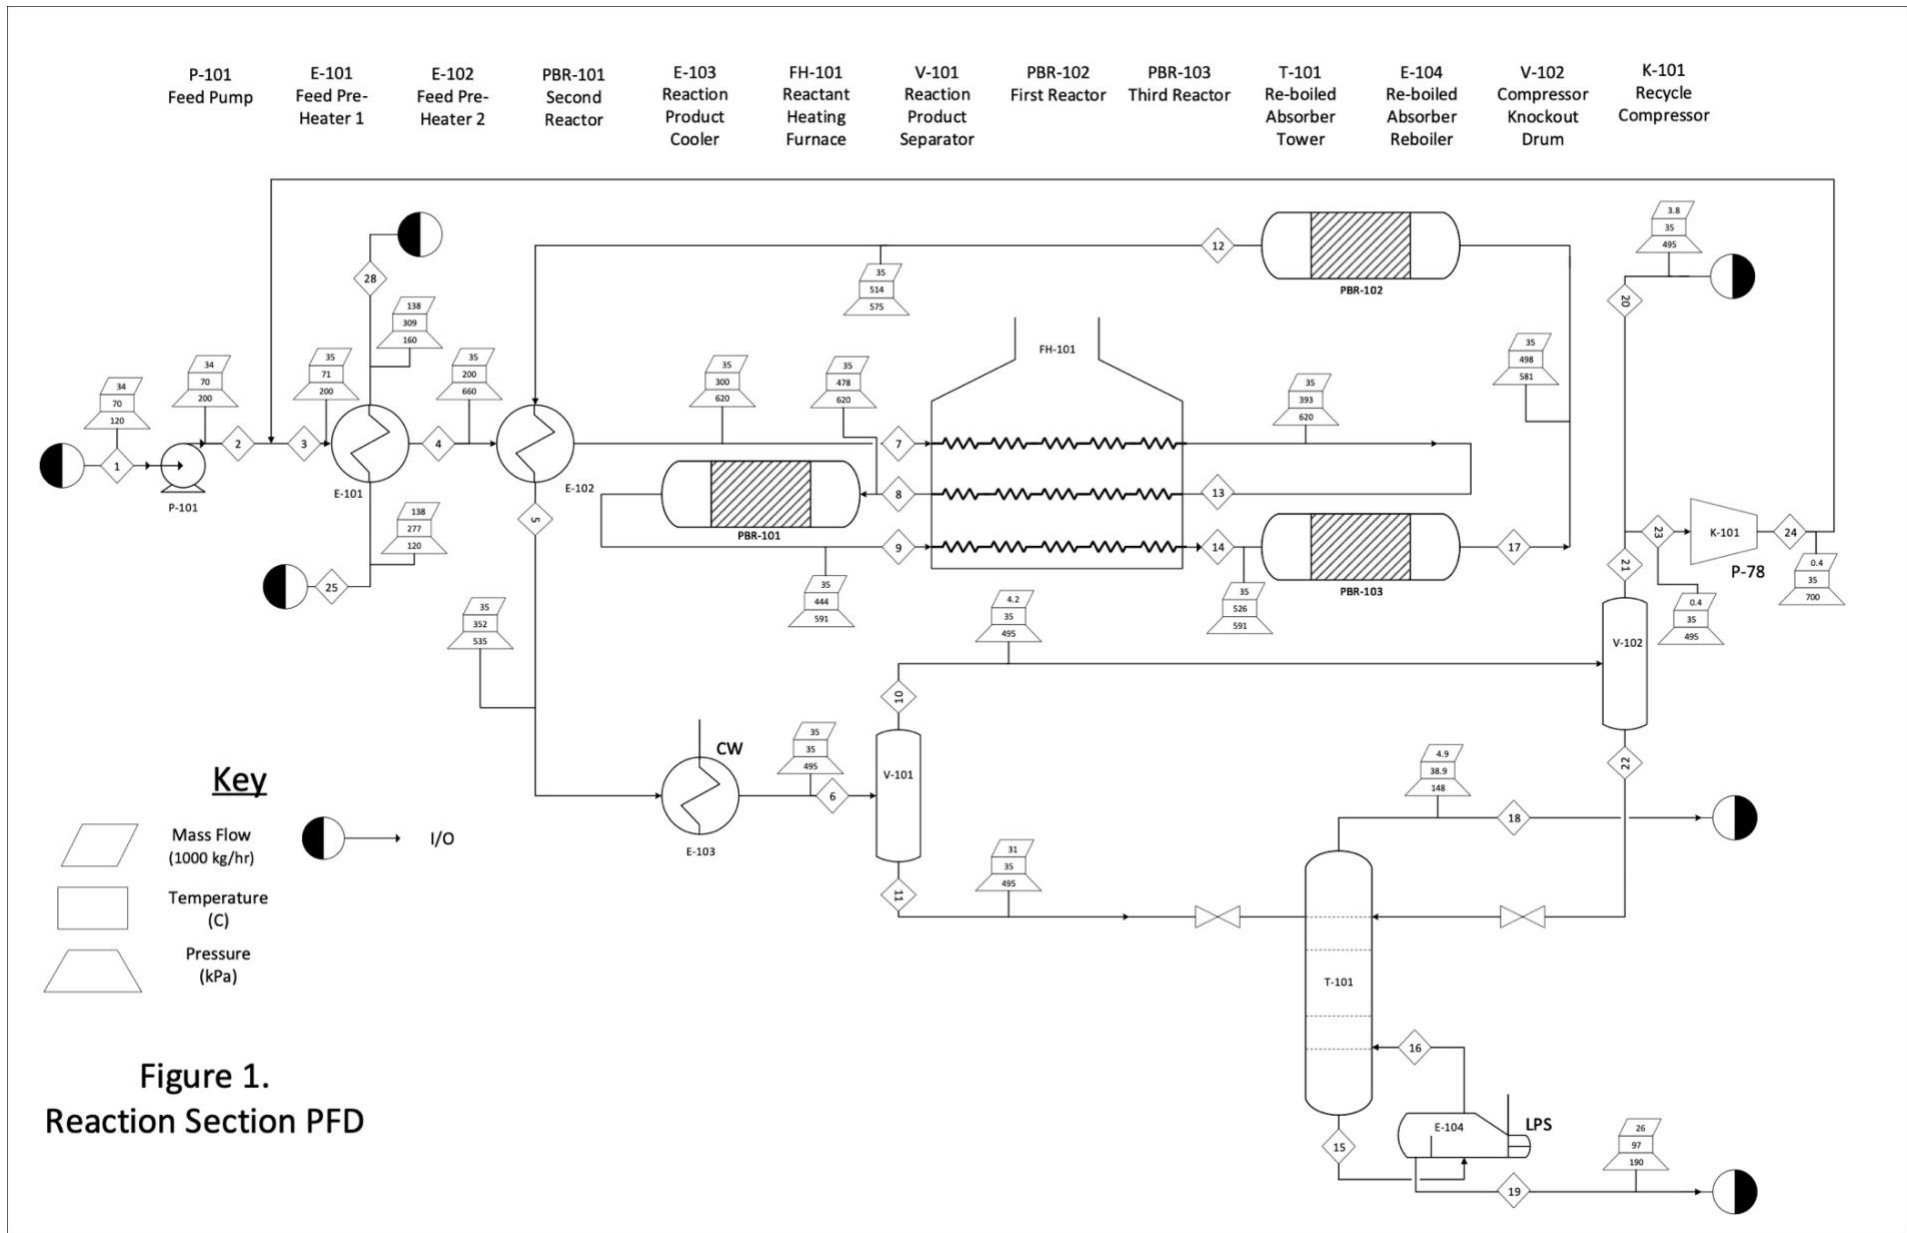 P-101
Feed Pump
E-101
Feed Pre-
Heater 1
E-102
Feed Pre-
Heater 2
PBR-101
Second
Reactor
E-103
Reaction
Product
Cooler
FH-101
Reactant
Heating
Furnace
V-101
Reaction
Product
Separator
PBR-102
First Reactor
PBR-103
Third Reactor
T-101
Re-boiled
Absorber
Tower
E-104
Re-boiled
Absorber
Reboiler
V-102
Compressor
Knockout
Drum
K-101
Recycle
Compressor
28
138
309
160
34
70
120
1
P-101
34
70
200
2
3
35
71
200
E-101
4
35
200
660
E-102
138
277
120
25
5
35
352
535
12
35
514
575
PBR-102
35
300
620
35
478
620
7
8
9
PBR-101
35
444
591
FH-101
35
393
620
13
14
35
526
591
PBR-103
17
35
498
581
3.8
35
495
20
21
23
0.4
35
495
K-101
P-78
24
0.4
35
700
V-102
22
4.2
35
495
10
V-101
11
CW
E-103
35
35
495
6
31
35
495
4.9
38.9
148
18
T-101
16
15
E-104
LPS
26
97
190
19
Key
Mass Flow
(1000 kg/hr)
Temperature
(C)
Pressure
(kPa)
I/O
Figure 1.
Reaction Section PFD